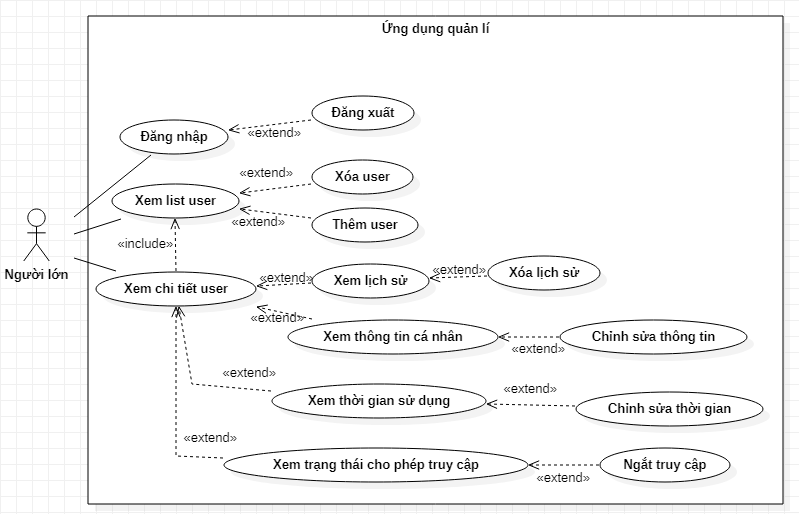 Ứng dụng quản lí
Đăng xuất
Đăng nhập
«extend»
Xóa user
«extend»
Xem list user
Thêm user
«extend»
«include»
Người lớn
Xem chi tiết user
«extend»
Xem lịch sử
«extend»
Xóa lịch sử
«extend»
Xem thông tin cá nhân
Chỉnh sửa thông tin
«extend»
«extend»
Xem thời gian sử dụng
«extend»
Chỉnh sửa thời gian
«extend»
Xem trạng thái cho phép truy cập
Ngắt truy cập
«extend»